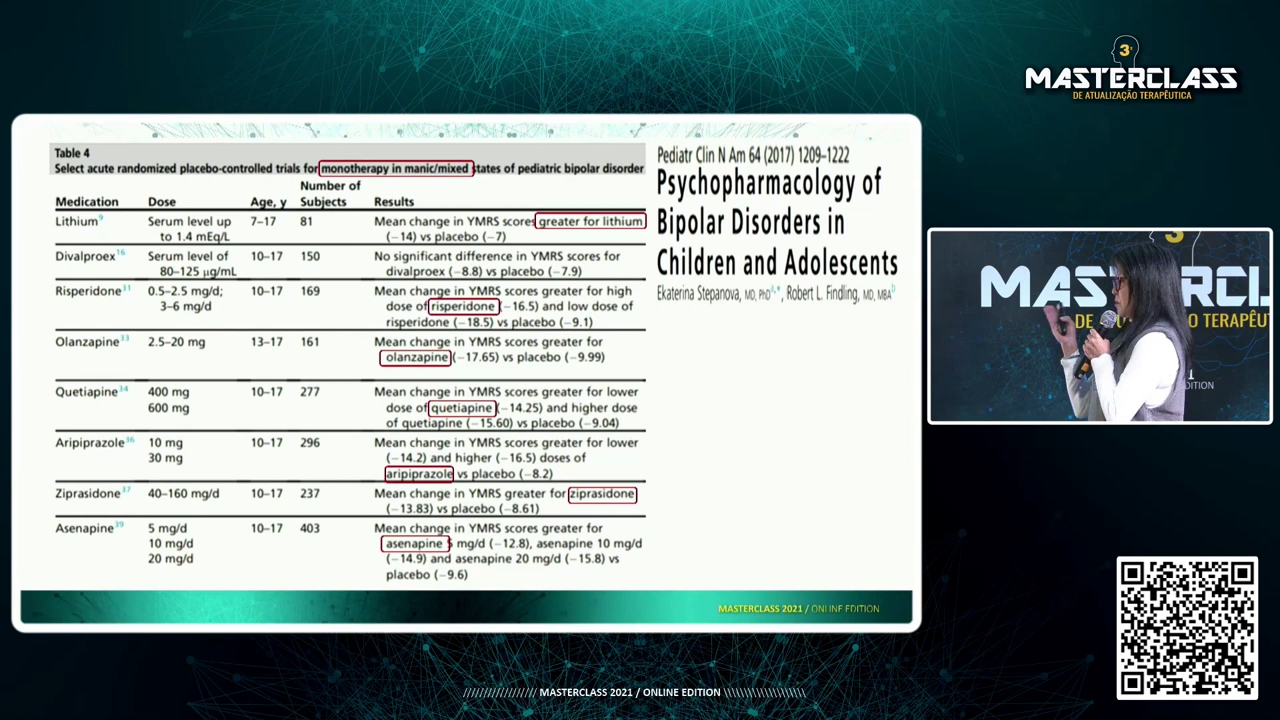 3ª
MASTERCLASS
DE ATUALIZAÇÃO TERAPÊUTICA
Table 4
Select acute randomized placebo-controlled trials for monotherapy in manic/mixed states of pediatric bipolar disorder
Medication Dose Age, y Number of Subjects Results
Lithium9 Serum level up 7–17 81 Mean change in YMRS scores greater for lithium
to 1.4 mEq/L (−14) vs placebo (−7)
Divalproex16 Serum level of 10–17 150 No significant difference in YMRS scores for
80–125 μg/mL divalproex (−8.8) vs placebo (−7.9)
Risperidone31 0.5–2.5 mg/d; 10–17 169 Mean change in YMRS scores greater for high
3–6 mg/d dose of risperidone (−16.5) and low dose of
risperidone (−18.5) vs placebo (−9.1)
Olanzapine33 2.5–20 mg 13–17 161 Mean change in YMRS scores greater for
olanzapine (−17.65) vs placebo (−9.99)
Quetiapine34 400 mg 10–17 277 Mean change in YMRS scores greater for lower
600 mg dose of quetiapine (−14.25) and higher dose
of quetiapine (−15.60) vs placebo (−9.04)
Aripiprazole36 10 mg 10–17 296 Mean change in YMRS scores greater for lower
30 mg (−14.2) and higher (−16.5) doses of
aripiprazole vs placebo (−8.2)
Ziprasidone37 40–160 mg/d 10–17 237 Mean change in YMRS greater for ziprasidone
(−13.83) vs placebo (−8.61)
Asenapine39 5 mg/d 10–17 403 Mean change in YMRS scores greater for
10 mg/d asenapine 5 mg/d (−12.8), asenapine 10 mg/d
20 mg/d (−14.9) and asenapine 20 mg/d (−15.8) vs
placebo (−9.6)
Pediatr Clin N Am 64 (2017) 1209–1222
Psychopharmacology of
Bipolar Disorders in
Children and Adolescents
Ekaterina Stepanova, MD, PhDa,*, Robert L. Findling, MD, MBAb
MASTERCLASS 2021 / ONLINE EDITION
3
MASTERCL
DE TERAPÊUT
EDITION
////////////////// MASTERCLASS 2021 / ONLINE EDITION \\\\\\\\\\\\\\\\\\